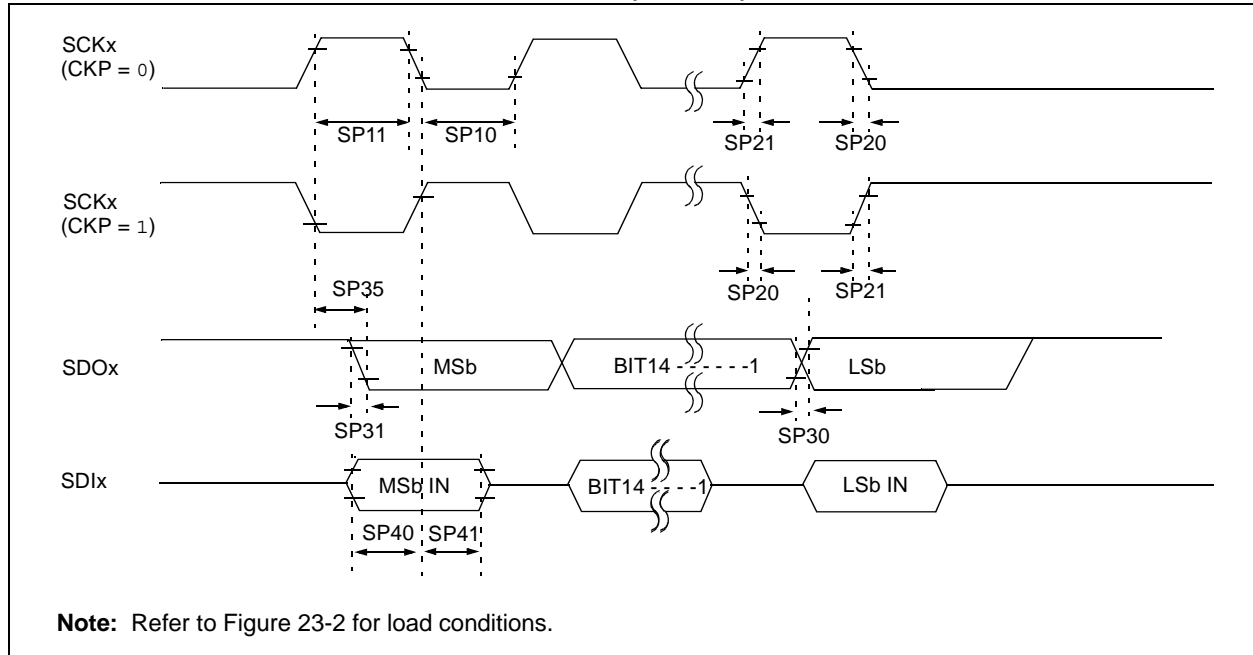 SCKx
(CKP = 0)
SP11
SP10
SP21
SP20
SCKx
(CKP = 1)
SP35
SP20
SP21
SDOx
MSb
BIT14 - - - - - -1
LSb
SP31
SP30
SDIx
MSb IN
BIT14 - - - -1
LSb IN
SP40
SP41
Note: Refer to Figure 23-2 for load conditions.